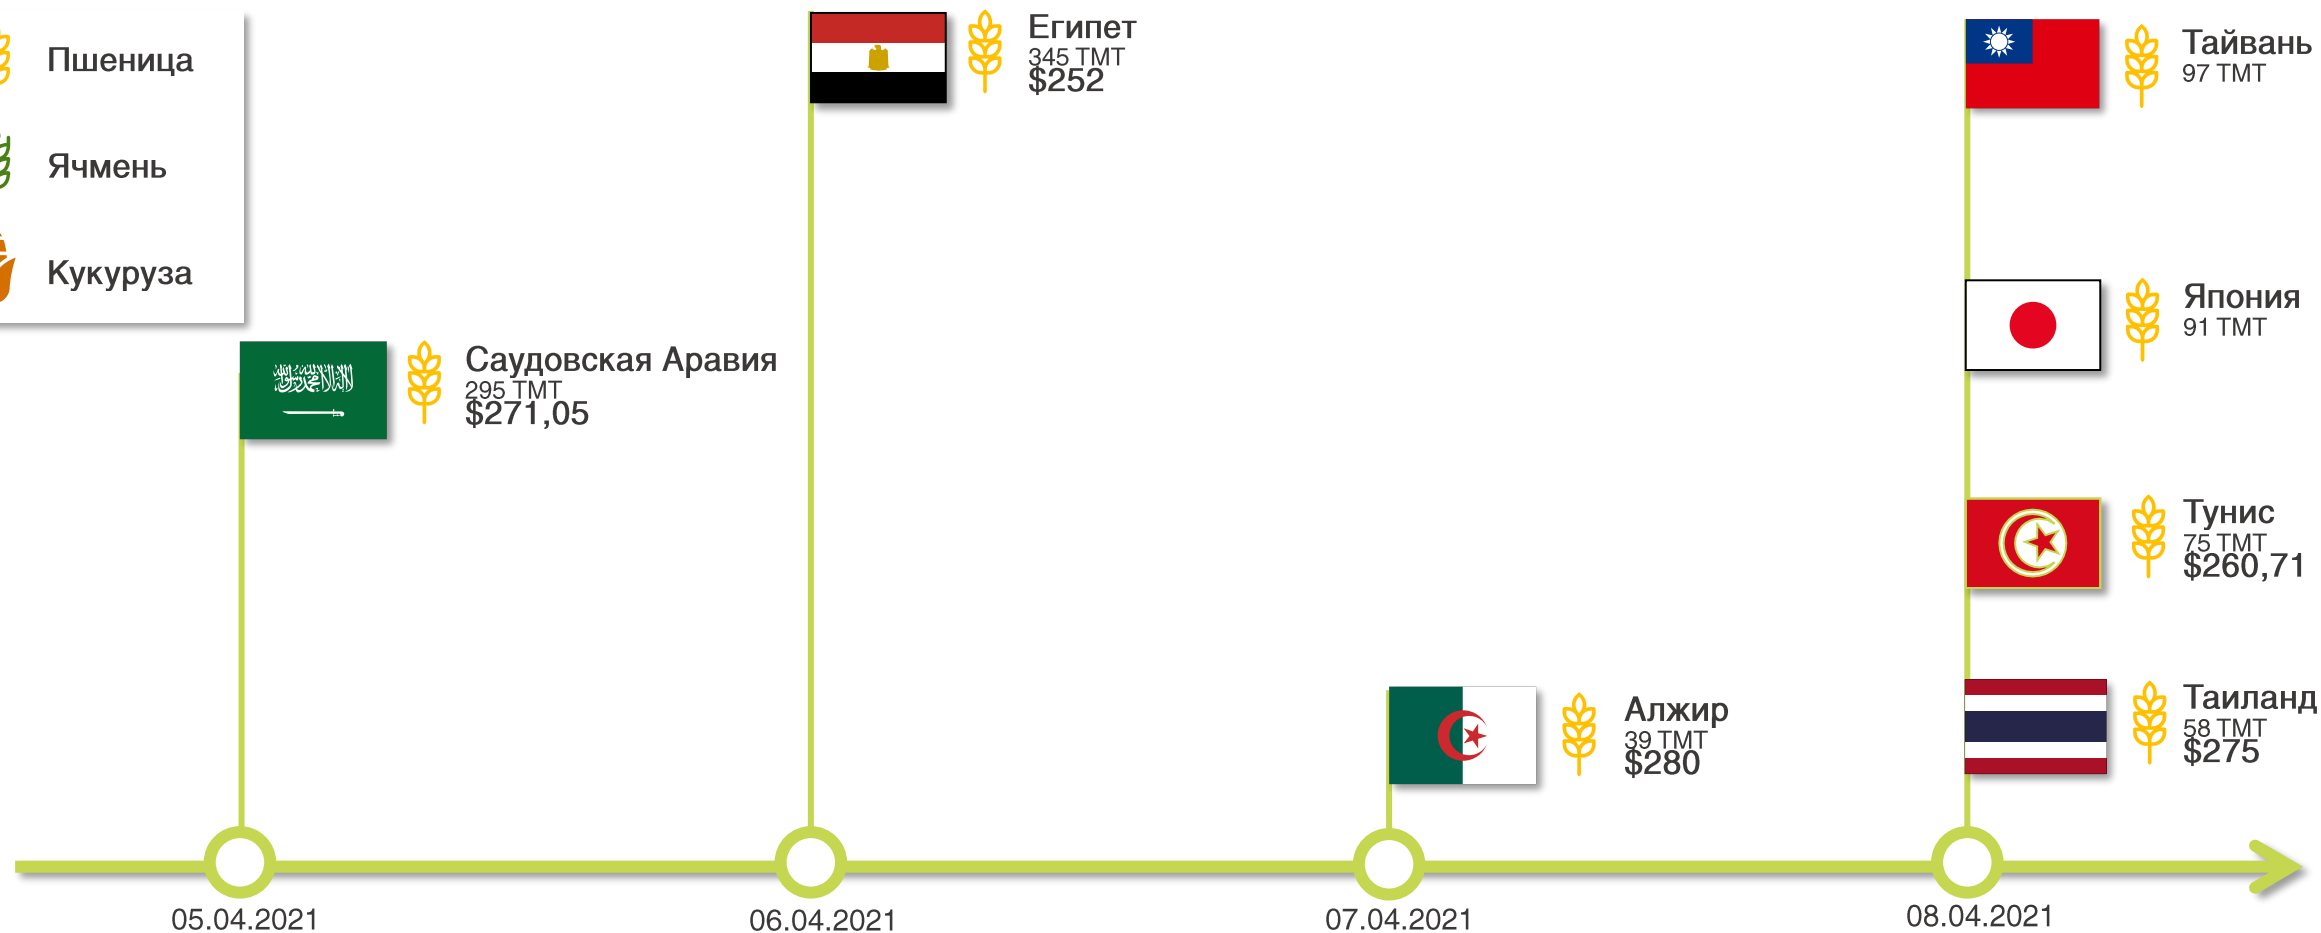 Пшеница
Ячмень
Кукуруза
Саудовская Аравия
295 ТМТ
$271,05
Египет
345 ТМТ
$252
Алжир
39 ТМТ
$280
Тайвань
97 ТМТ
Япония
91 ТМТ
Тунис
75 ТМТ
$260,71
Таиланд
58 ТМТ
$275
05.04.2021
06.04.2021
07.04.2021
08.04.2021